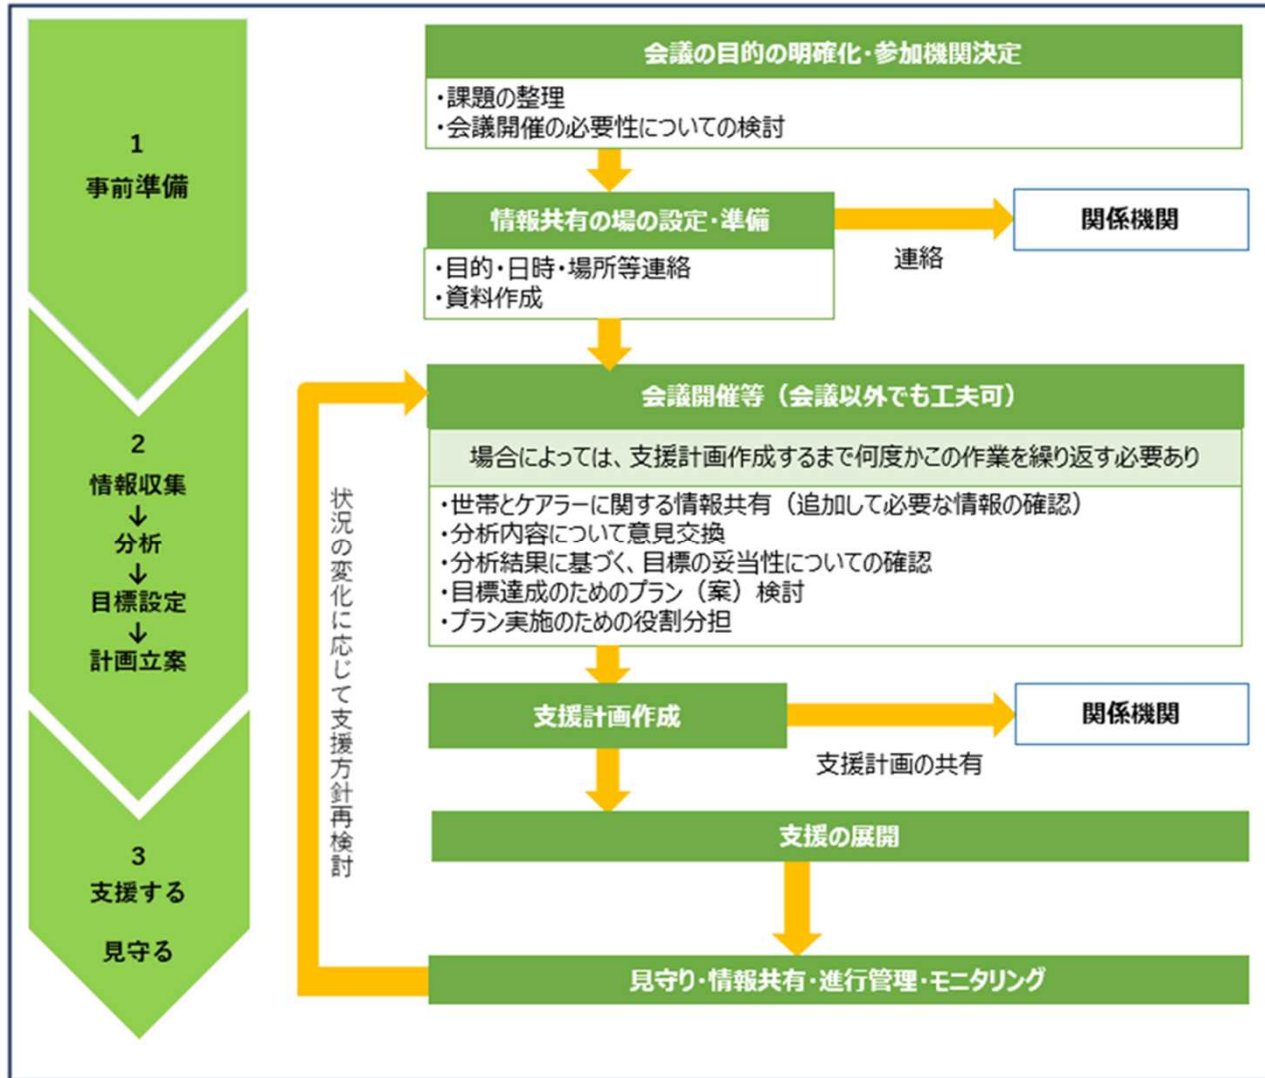 1
事前準備
2
情報収集
↓
分析
↓
目標設定
↓
計画立案
3
支援する
見守る
会議の目的の明確化・参加機関決定
・課題の整理
・会議開催の必要性についての検討
情報共有の場の設定・準備
・目的・日時・場所等連絡
・資料作成
連絡
関係機関
会議開催等（会議以外でも工夫可）
場合によっては、支援計画作成するまで何度かこの作業を繰り返す必要あり
・世帯とケアラーに関する情報共有（追加して必要な情報の確認）
・分析内容について意見交換
・分析結果に基づく、目標の妥当性についての確認
・目標達成のためのプラン（案）検討
・プラン実施のための役割分担
支援計画作成
支援計画の共有
関係機関
支援の展開
見守り・情報共有・進行管理・モニタリング
状況の変化に応じて支援方針再検討